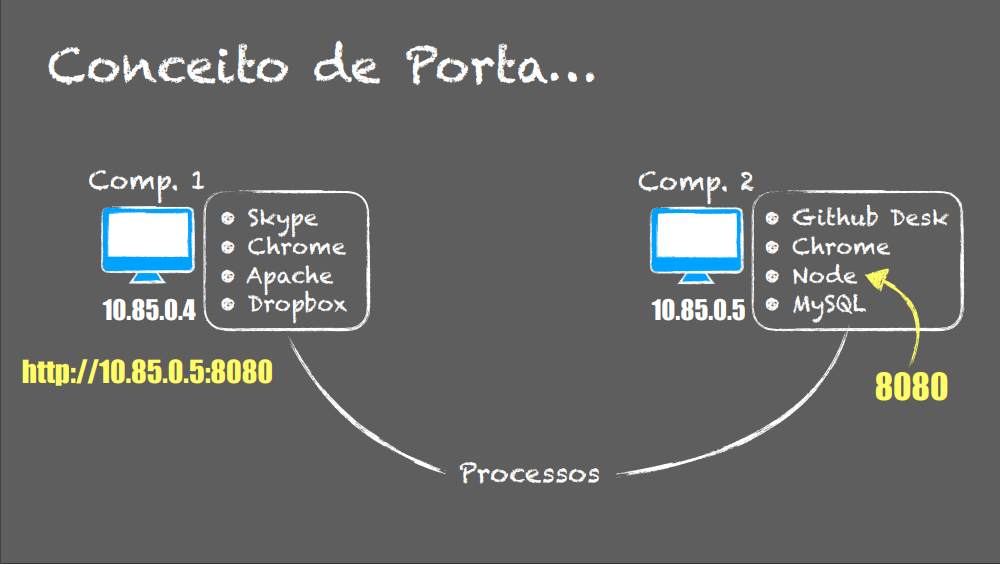 Conceito de Porta...
Comp. 1
Skype
Chrome
Apache
Dropbox
10.85.0.4
http://10.85.0.5:8080
Comp. 2
Github Desk
Chrome
Node
MySQL
10.85.0.5
8080
Processos